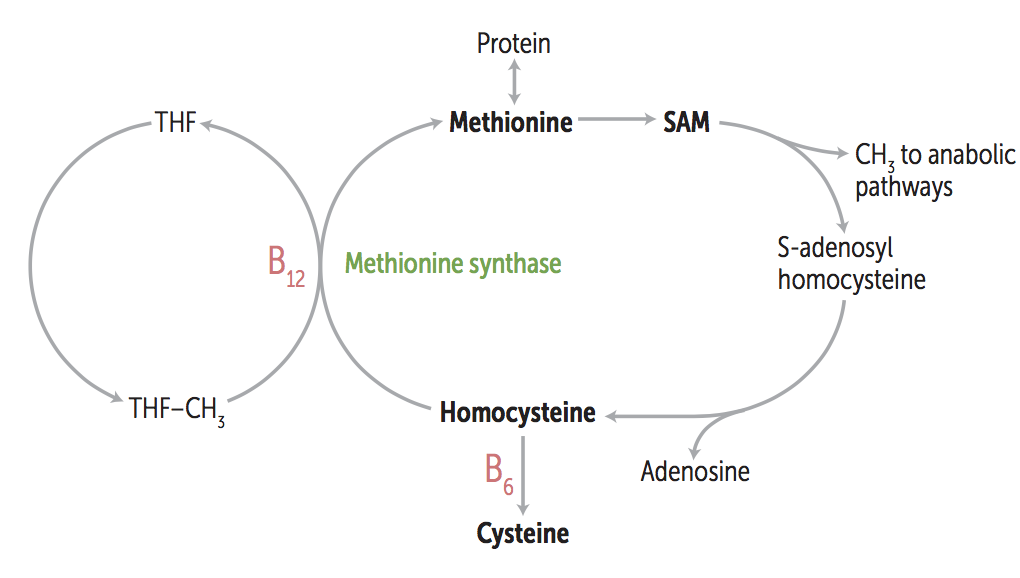 Protein
THF
Methionine
SAM
CH₃ to anabolic
pathways
B₁₂
Methionine synthase
S-adenosyl
homocysteine
THF–CH₃
Homocysteine
B₆
Adenosine
Cysteine